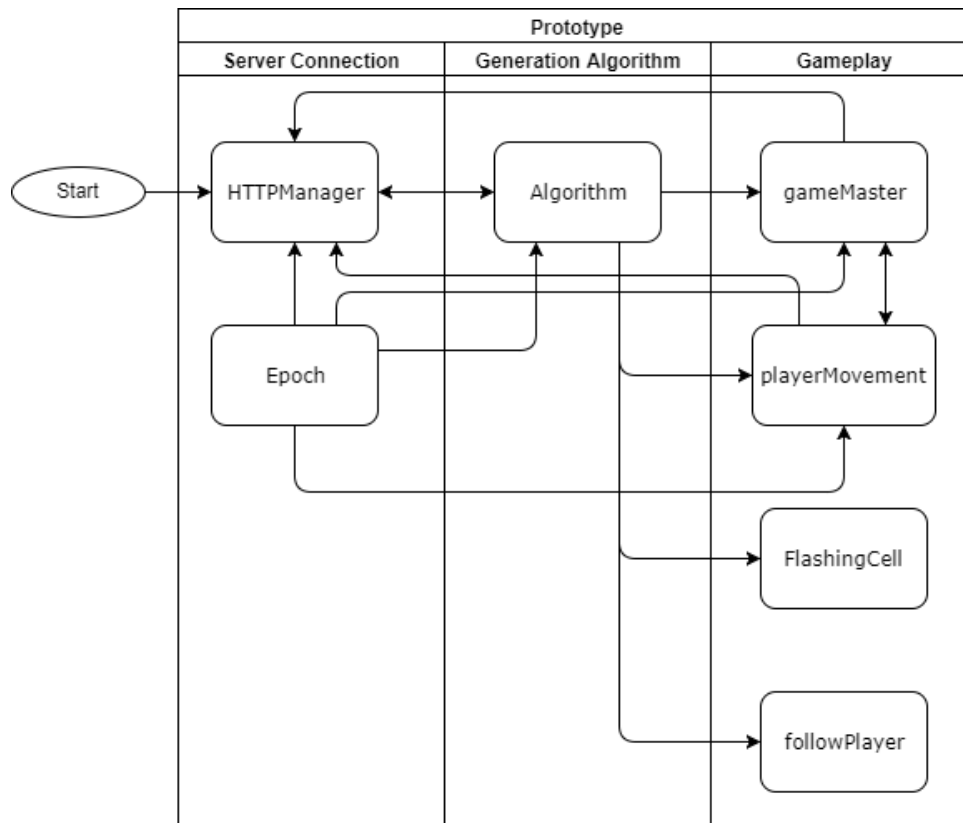 Prototype
Server Connection
Generation Algorithm
Gameplay
Start
HTTPManager
Algorithm
gameMaster
Epoch
playerMovement
FlashingCell
followPlayer